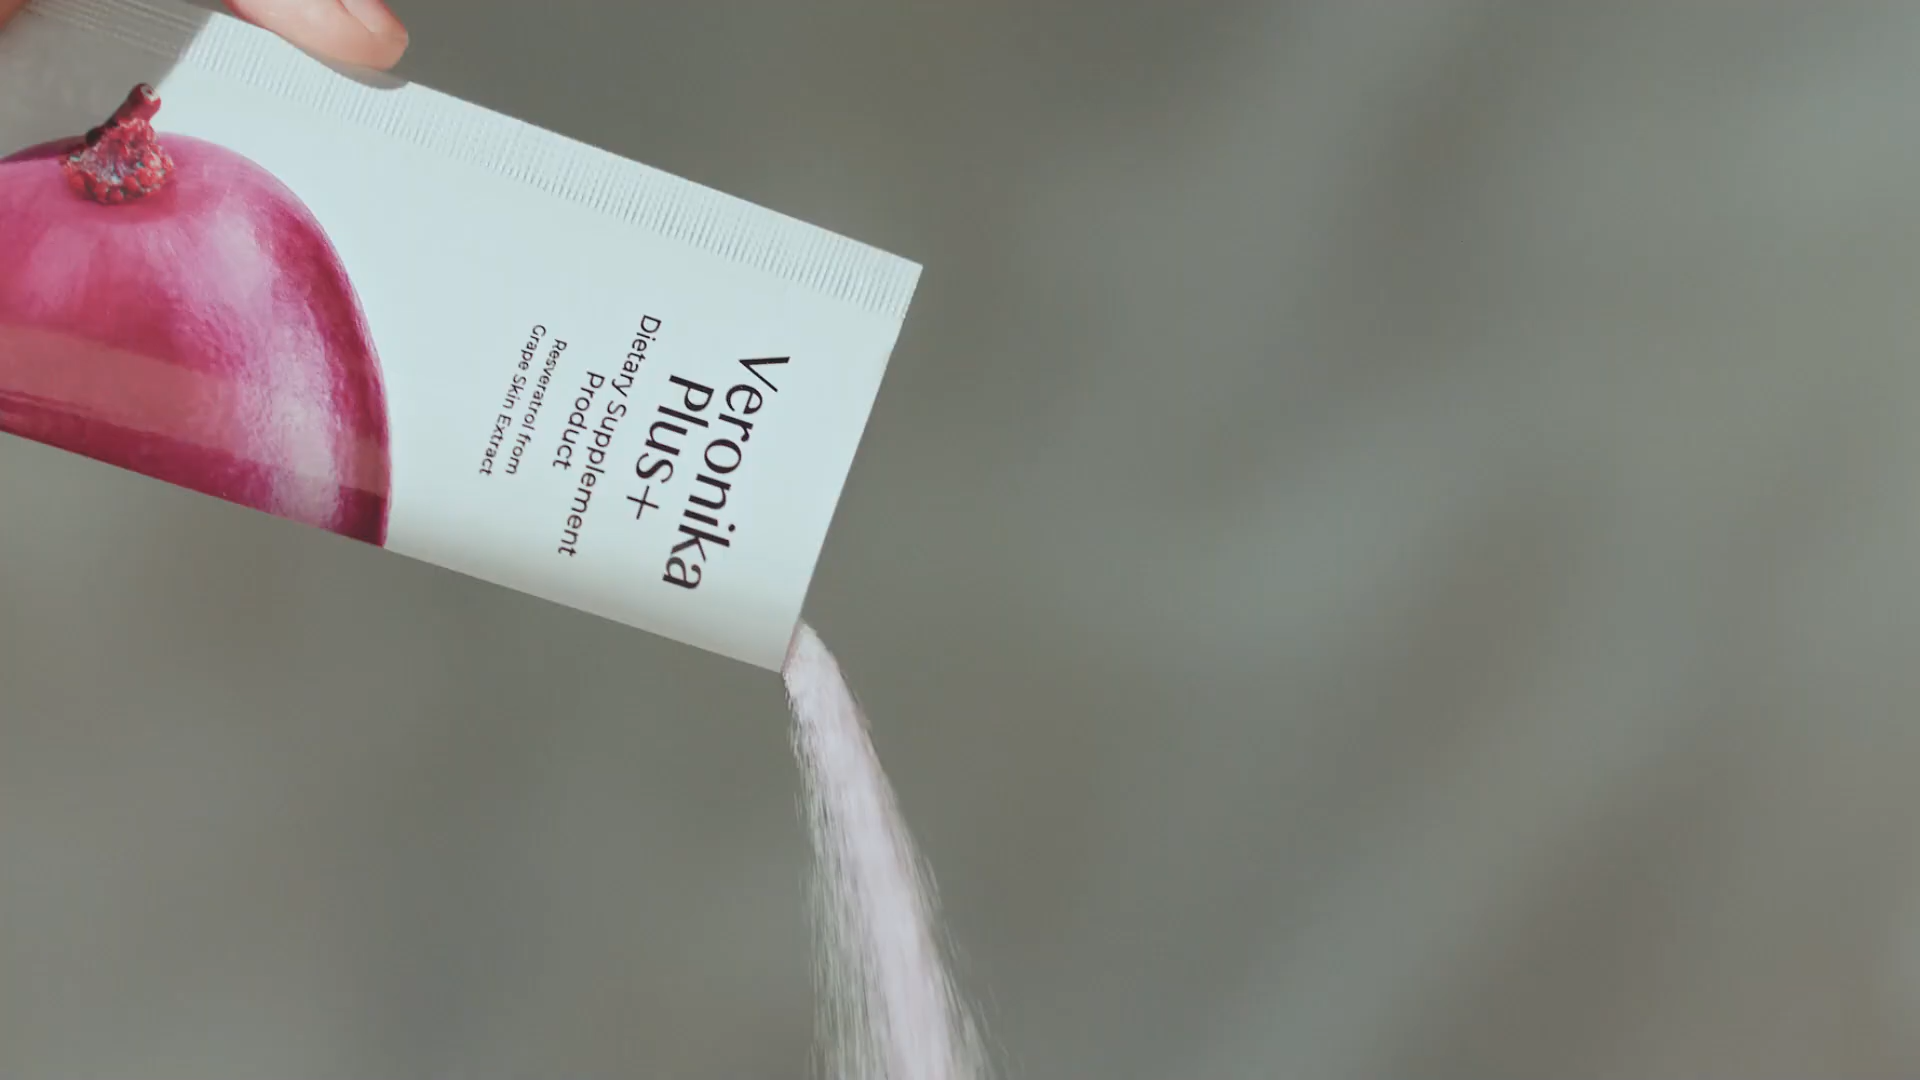 Veronika
Plus+
Dietary Supplement
Product
Resveratrol from
Grape Skin Extract